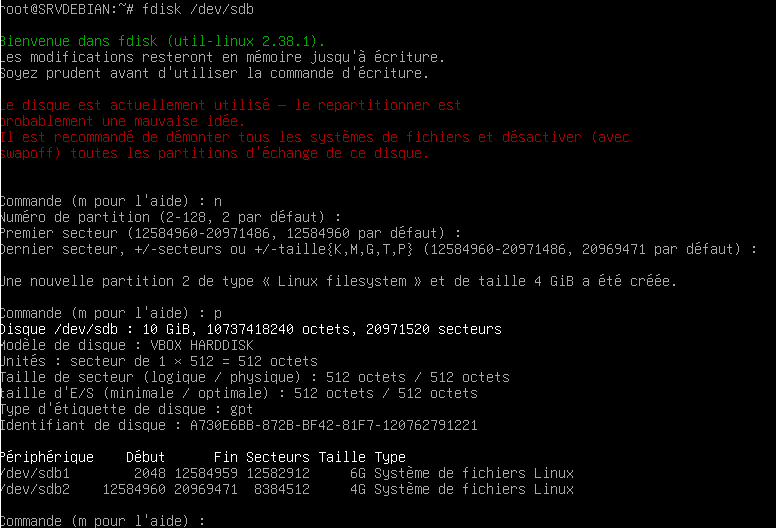 root@SRVDEBIAN:~# fdisk /dev/sdb
Bienvenue dans fdisk (util-linux 2.38.1).
Les modifications resteront en mémoire jusqu'à écriture.
Soyez prudent avant d'utiliser la commande d'écriture.
Le disque est actuellement utilisé – le repartitionner est
probablement une mauvaise idée.
Il est recommandé de démonter tous les systèmes de fichiers et désactiver (avec
swapoff) toutes les partitions d'échange de ce disque.
Commande (m pour l'aide) : n
Numéro de partition (2-128, 2 par défaut) :
Premier secteur (12584960-20971486, 12584960 par défaut) :
Dernier secteur, +/-secteurs ou +/-taille{K,M,G,T,P} (12584960-20971486, 20969471 par défaut) :
Une nouvelle partition 2 de type « Linux filesystem » et de taille 4 GiB a été créée.
Commande (m pour l'aide) : p
Disque /dev/sdb : 10 GiB, 10737418240 octets, 20971520 secteurs
Modèle de disque : VBOX HARDDISK
Unités : secteur de 1 × 512 = 512 octets
Taille de secteur (logique / physique) : 512 octets / 512 octets
taille d'E/S (minimale / optimale) : 512 octets / 512 octets
Type d'étiquette de disque : gpt
Identifiant de disque : A730E6BB-872B-BF42-81F7-120762791221
Périphérique Début Fin Secteurs Taille Type
/dev/sdb1 2048 12584959 12582912 6G Système de fichiers Linux
/dev/sdb2 12584960 20969471 8384512 4G Système de fichiers Linux
Commande (m pour l'aide) :